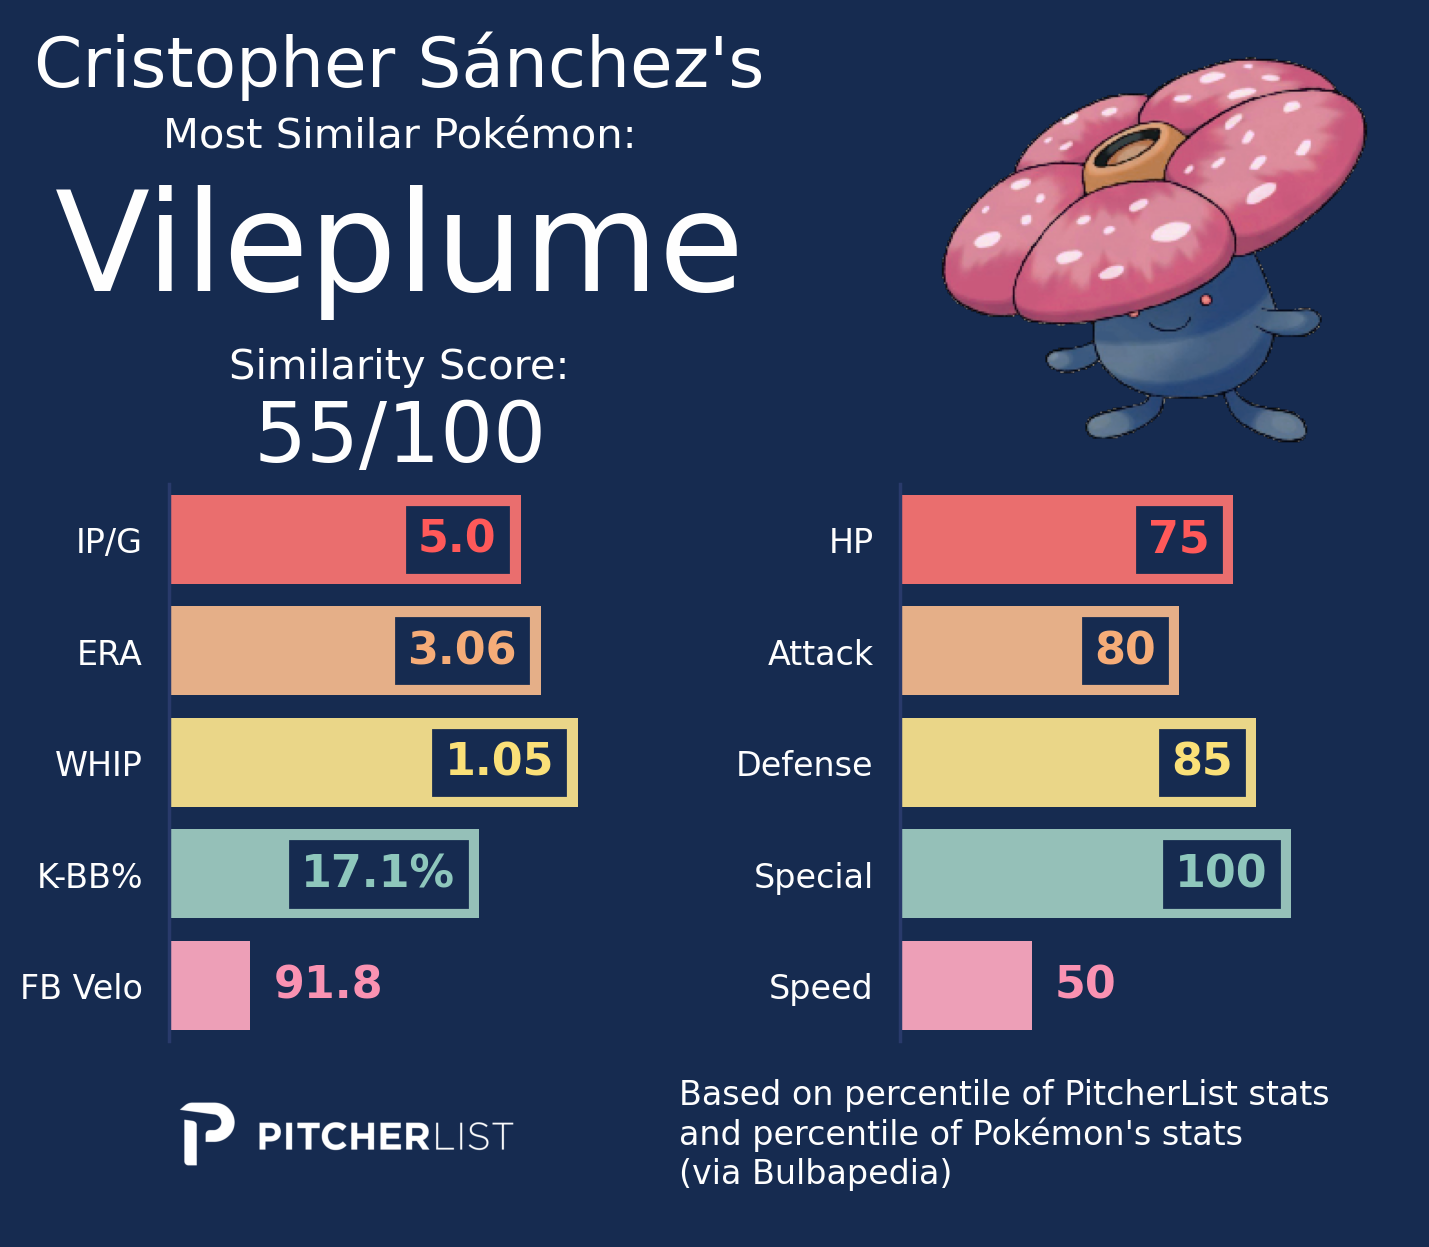 Cristopher Sánchez's
Most Similar Pokémon:
Vileplume
Similarity Score:
55/100
IP/G 5.0
ERA 3.06
WHIP 1.05
K-BB% 17.1%
FB Velo 91.8
HP 75
Attack 80
Defense 85
Special 100
Speed 50
PITCHERLIST
Based on percentile of PitcherList stats
and percentile of Pokémon's stats
(via Bulbapedia)